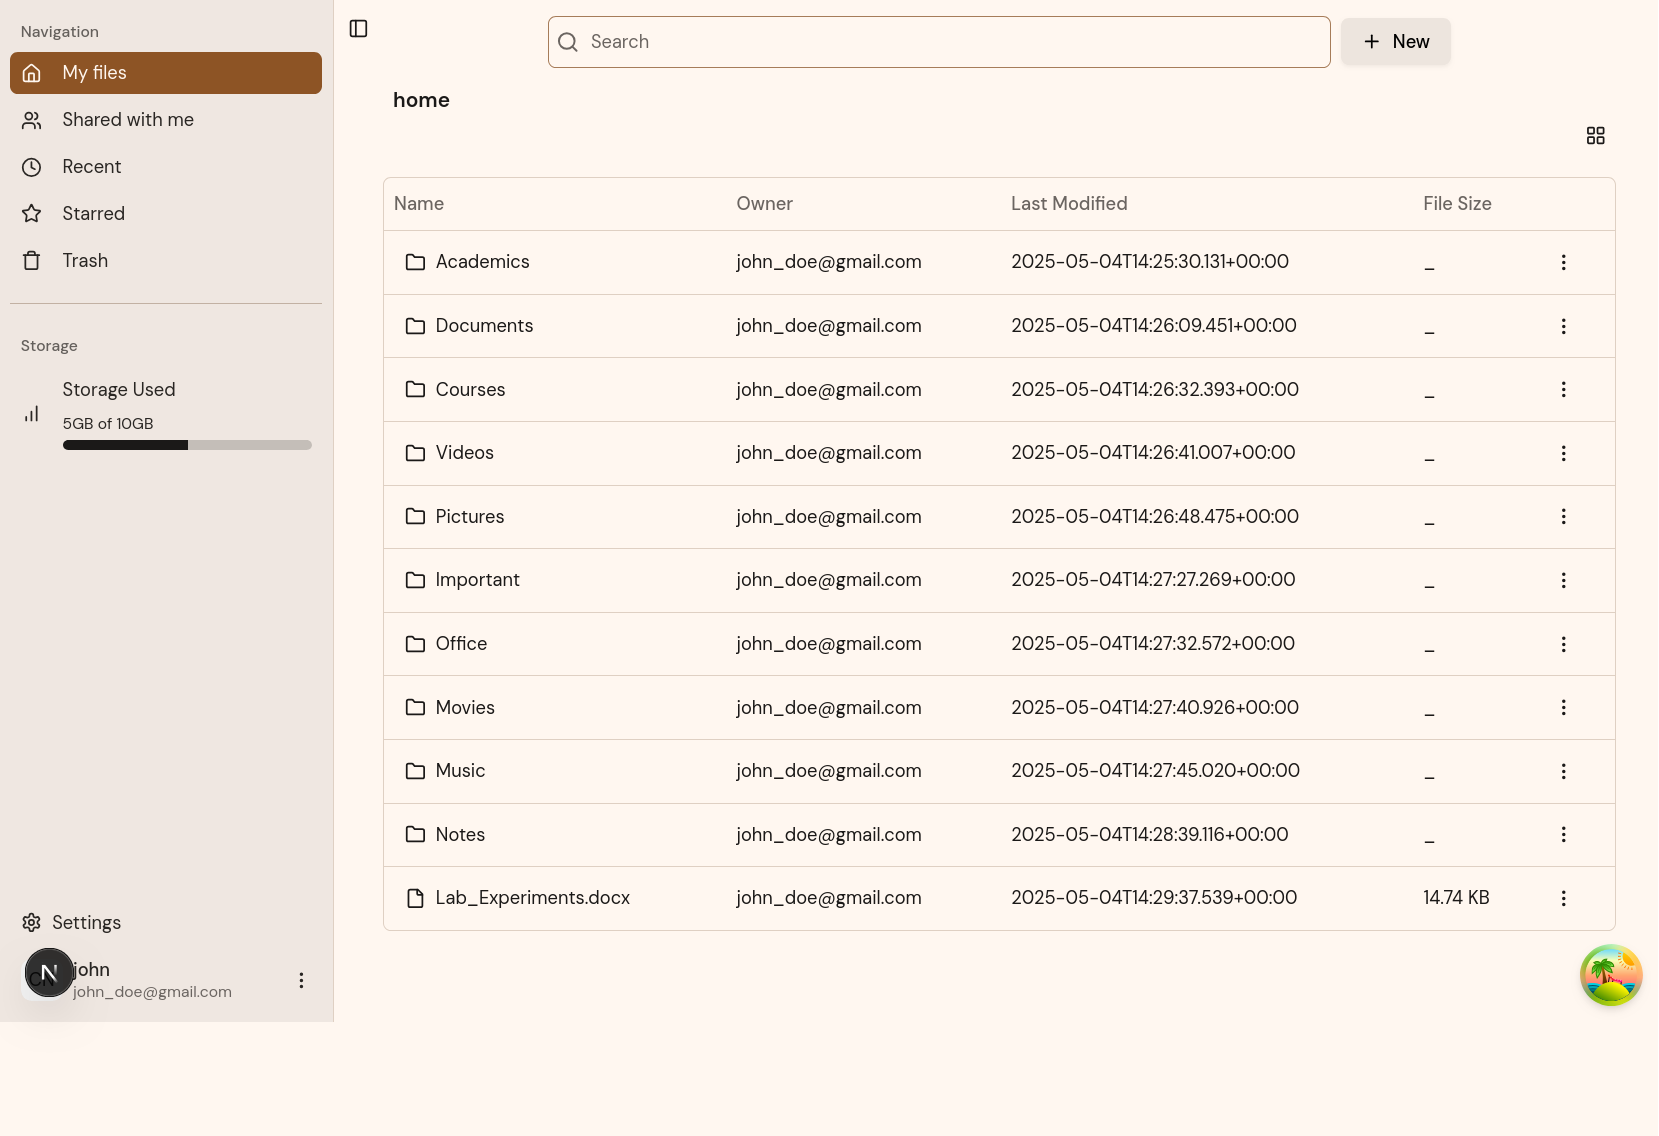 Navigation
My files
Shared with me
Recent
Starred
Trash
Storage
Storage Used
5GB of 10GB
Settings
CN
N
john
john_doe@gmail.com
Search
New
home
Name Owner Last Modified File Size
Academics john_doe@gmail.com 2025-05-04T14:25:30.131+00:00 _
Documents john_doe@gmail.com 2025-05-04T14:26:09.451+00:00 _
Courses john_doe@gmail.com 2025-05-04T14:26:32.393+00:00 _
Videos john_doe@gmail.com 2025-05-04T14:26:41.007+00:00 _
Pictures john_doe@gmail.com 2025-05-04T14:26:48.475+00:00 _
Important john_doe@gmail.com 2025-05-04T14:27:27.269+00:00 _
Office john_doe@gmail.com 2025-05-04T14:27:32.572+00:00 _
Movies john_doe@gmail.com 2025-05-04T14:27:40.926+00:00 _
Music john_doe@gmail.com 2025-05-04T14:27:45.020+00:00 _
Notes john_doe@gmail.com 2025-05-04T14:28:39.116+00:00 _
Lab_Experiments.docx john_doe@gmail.com 2025-05-04T14:29:37.539+00:00 14.74 KB